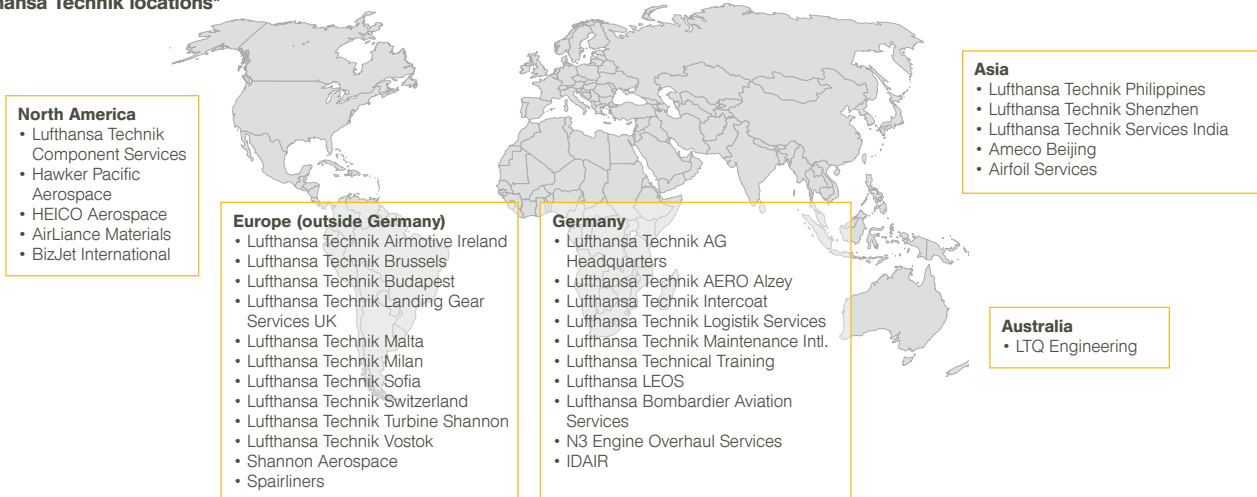 hansa Technik locations*
North America
• Lufthansa Technik
Component Services
• Hawker Pacific
Aerospace
• HEICO Aerospace
• AirLiance Materials
• BizJet International
Europe (outside Germany)
• Lufthansa Technik Airmotive Ireland
• Lufthansa Technik Brussels
• Lufthansa Technik Budapest
• Lufthansa Technik Landing Gear
Services UK
• Lufthansa Technik Malta
• Lufthansa Technik Milan
• Lufthansa Technik Sofia
• Lufthansa Technik Switzerland
• Lufthansa Technik Turbine Shannon
• Lufthansa Technik Vostok
• Shannon Aerospace
• Spairliners
Germany
• Lufthansa Technik AG
Headquarters
• Lufthansa Technik AERO Alzey
• Lufthansa Technik Intercoat
• Lufthansa Technik Logistik Services
• Lufthansa Technik Maintenance Intl.
• Lufthansa Technical Training
• Lufthansa LEOS
• Lufthansa Bombardier Aviation
Services
• N3 Engine Overhaul Services
• IDAIR
Asia
• Lufthansa Technik Philippines
• Lufthansa Technik Shenzhen
• Lufthansa Technik Services India
• Ameco Beijing
• Airfoil Services
Australia
• LTQ Engineering